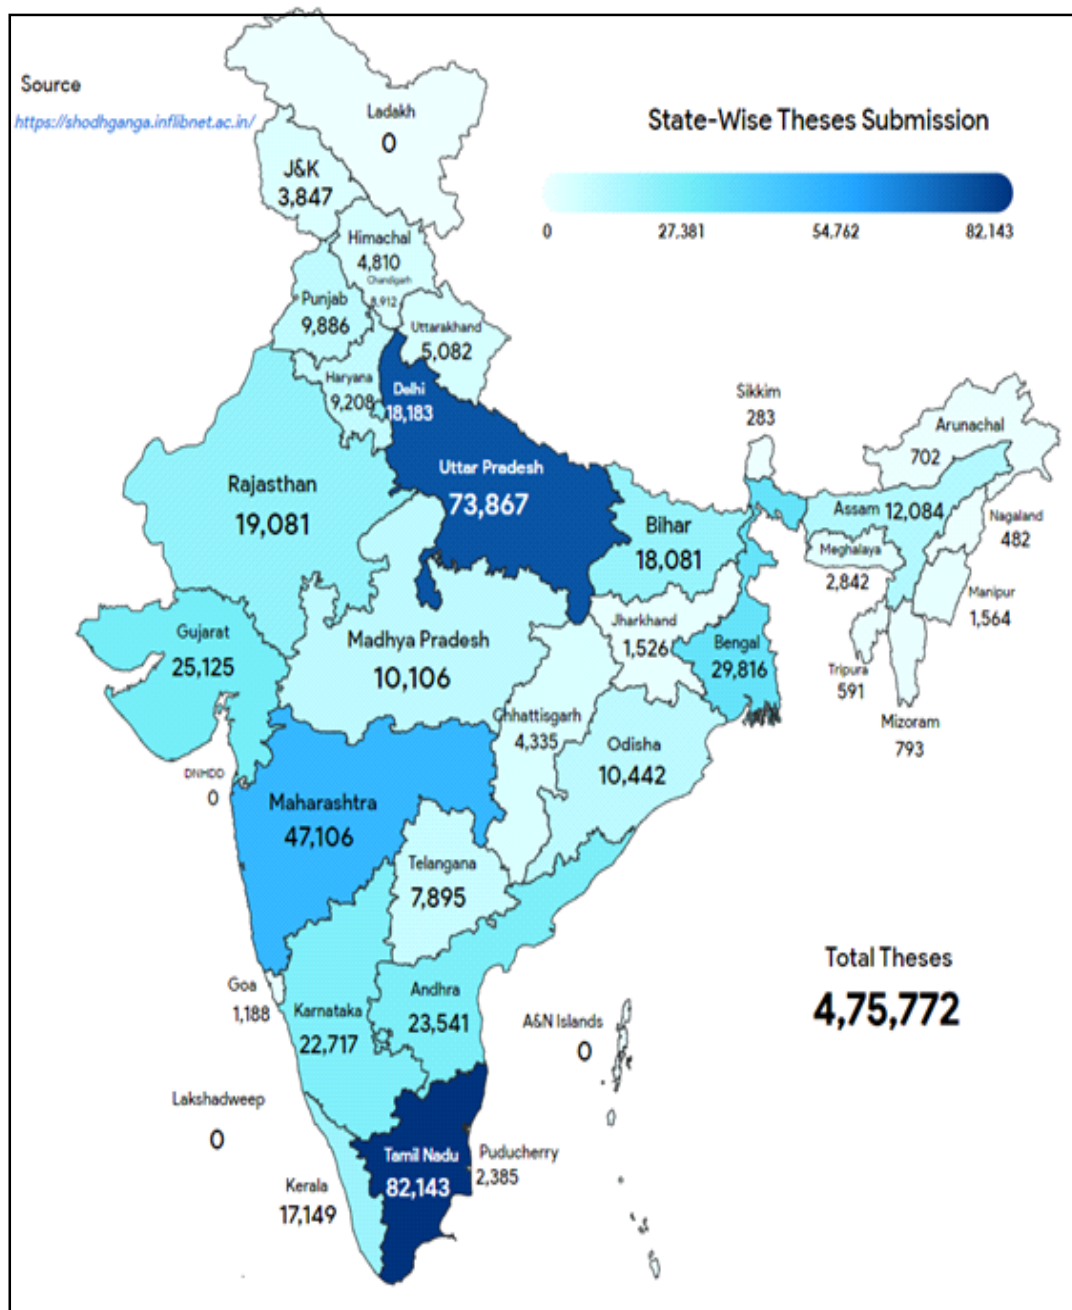 Source
https://shodhganga.inflibnet.ac.in/
State-Wise Theses Submission
0 27,381 54,762 82,143
Ladakh
0
J&K
3,847
Himachal
4,810
Chandigarh
8,912
Punjab
9,886
Uttarakhand
5,082
Haryana
9,208
Delhi
18,183
Uttar Pradesh
73,867
Rajasthan
19,081
Bihar
18,081
Sikkim
283
Arunachal
702
Assam 12,084
Nagaland
482
Meghalaya
2,842
Manipur
1,564
Tripura
591
Mizoram
793
Gujarat
25,125
Madhya Pradesh
10,106
Jharkhand
1,526
Bengal
29,816
Chhattisgarh
4,335
Odisha
10,442
DNHDD
0
Maharashtra
47,106
Telangana
7,895
Goa
1,188
Karnataka
22,717
Andhra
23,541
A&N Islands
0
Total Theses
4,75,772
Lakshadweep
0
Kerala
17,149
Tamil Nadu
82,143
Puducherry
2,385